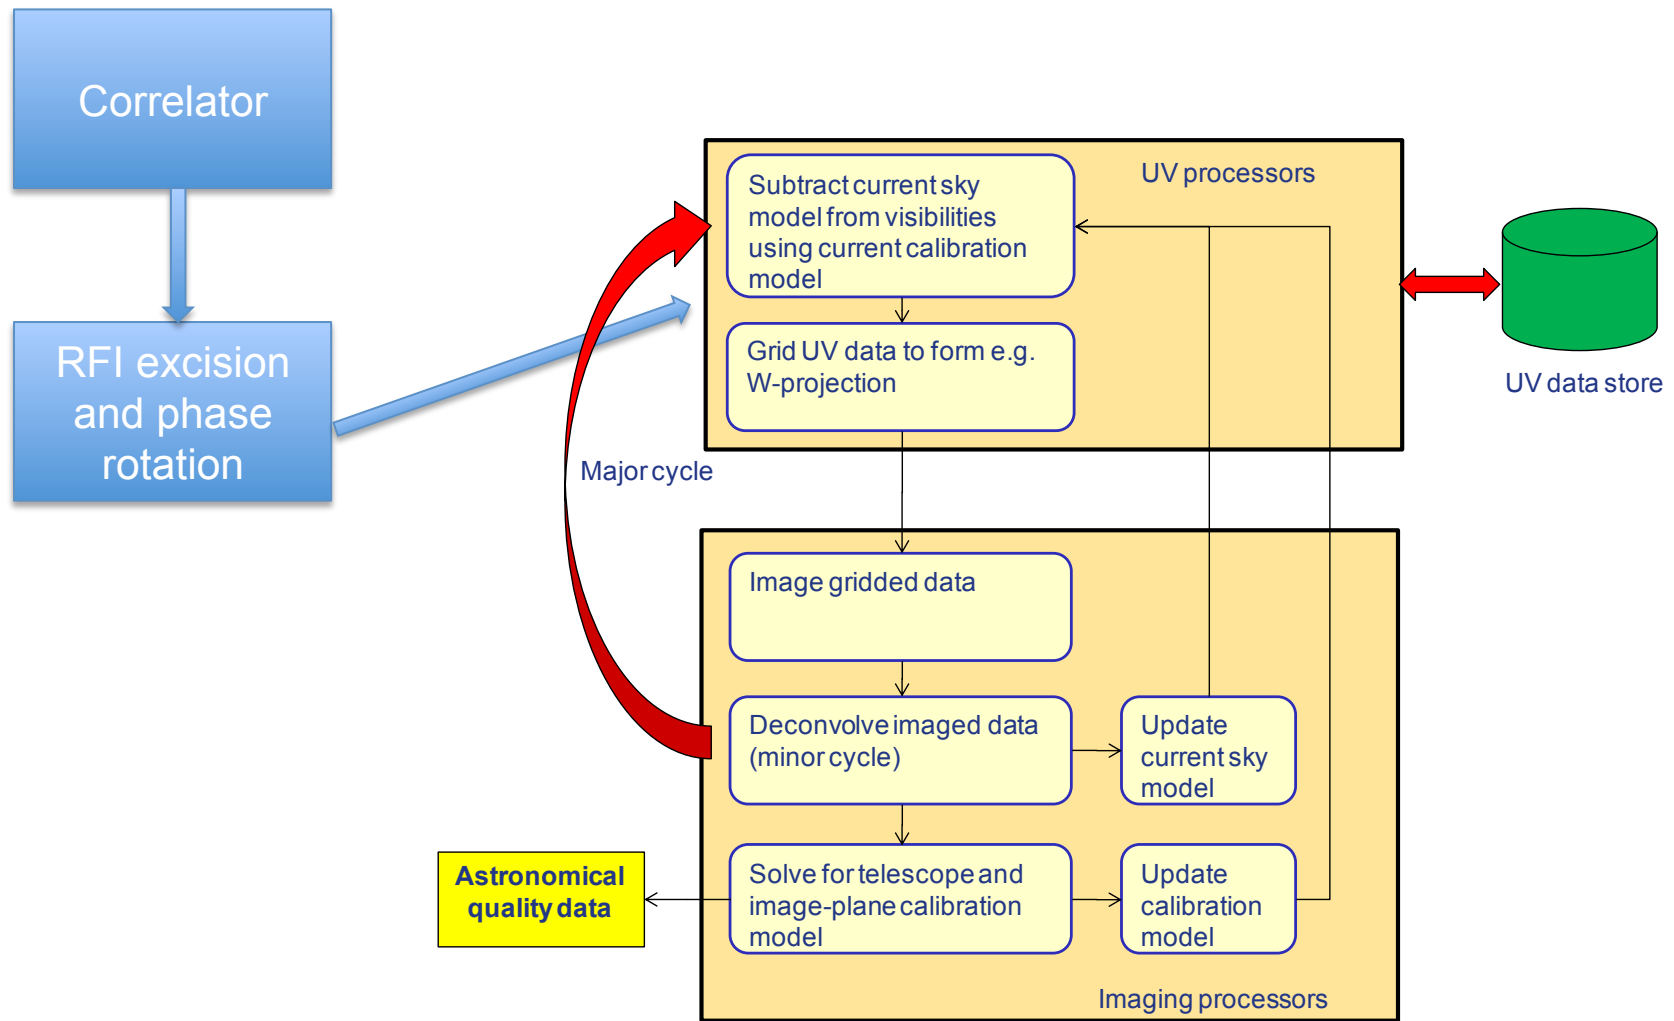 Correlator
RFI excision
and phase
rotation
UV processors
Subtract current sky
model from visibilities
using current calibration
model
Grid UV data to form e.g.
W-projection
UV data store
Major cycle
Image gridded data
Deconvolve imaged data
(minor cycle)
Update
current sky
model
Astronomical
quality data
Solve for telescope and
image-plane calibration
model
Update
calibration
model
Imaging processors